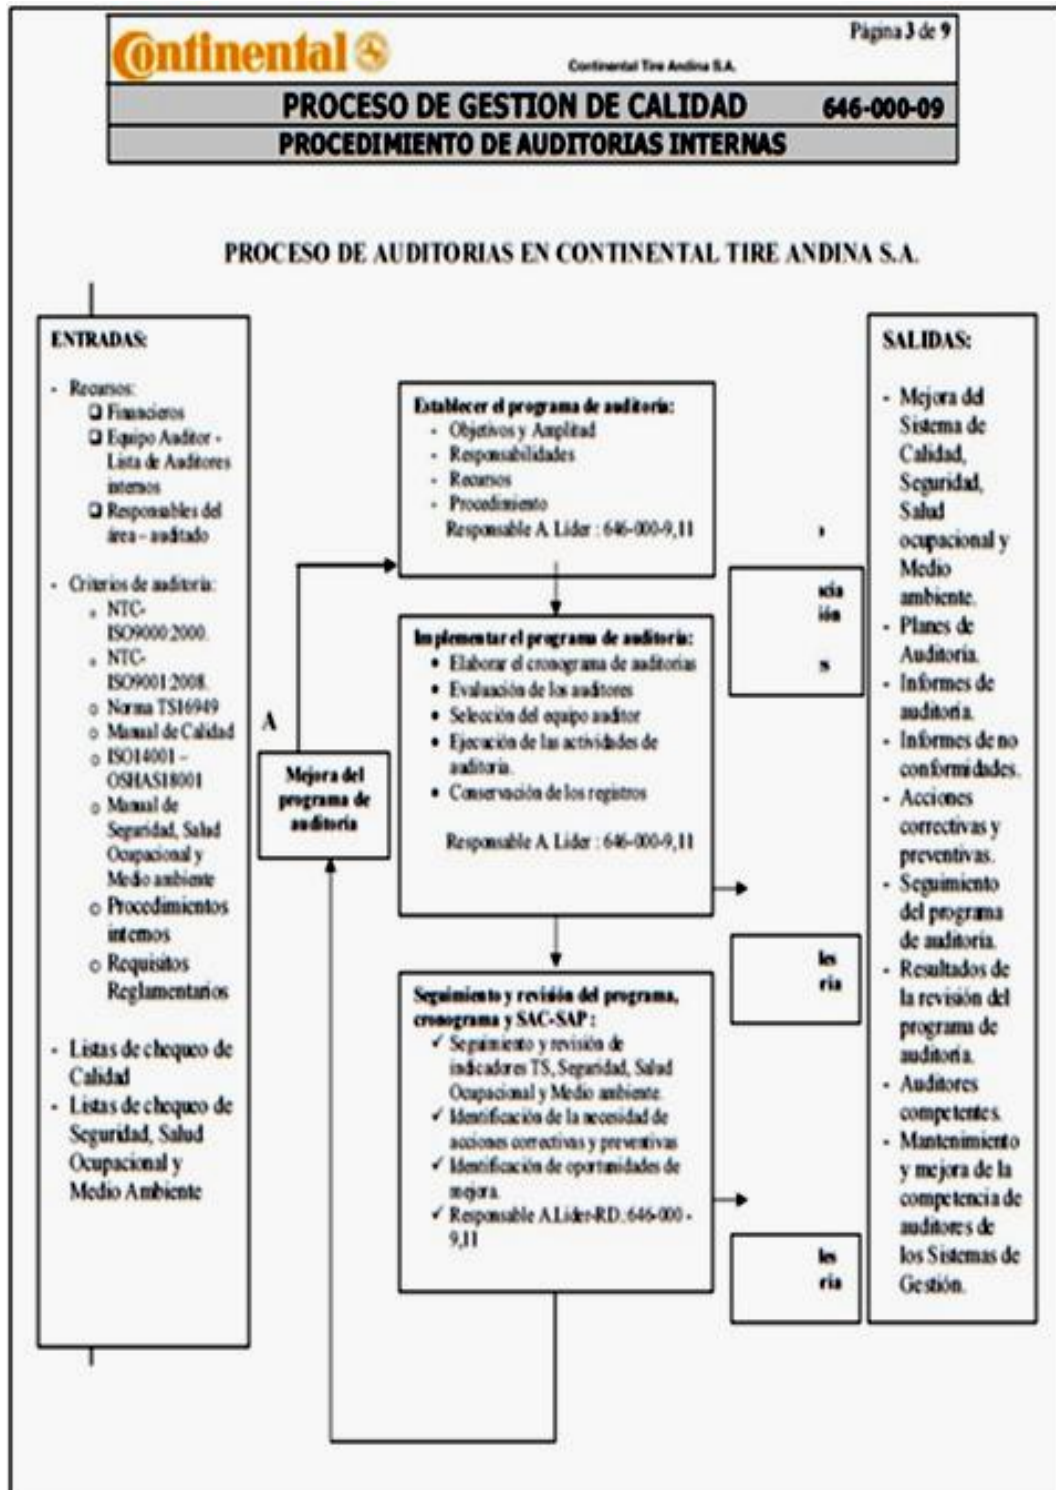 Página 3 de 9
Continental
Continental Tire Andina S.A.
PROCESO DE GESTION DE CALIDAD 646-000-09
PROCEDIMIENTO DE AUDITORIAS INTERNAS
PROCESO DE AUDITORIAS EN CONTINENTAL TIRE ANDINA S.A.
ENTRADAS:
- Recursos:
❑ Financieros
❑ Equipo Auditor -
Lista de Auditores
internos
❑ Responsables del
área – auditado
- Criterios de auditoría:
o NTC-
ISO9000:2000.
o NTC-
ISO9001:2008.
o Norma TS16949
o Manual de Calidad
o ISO14001 –
OSHAS18001
o Manual de
Seguridad, Salud
Ocupacional y
Medio ambiente
o Procedimientos
internos
o Requisitos
Reglamentarios
- Listas de chequeo de
Calidad
- Listas de chequeo de
Seguridad, Salud
Ocupacional y
Medio Ambiente
A
Mejora del
programa de
auditoría
Establecer el programa de auditoría:
- Objetivos y Amplitud
- Responsabilidades
- Recursos
- Procedimiento
Responsable A. Líder : 646-000-9,11
Implementar el programa de auditoría:
• Elaborar el cronograma de auditorias
• Evaluación de los auditores
• Selección del equipo auditor
• Ejecución de las actividades de
auditoría.
• Conservación de los registros
Responsable A. Líder : 646-000-9,11
Seguimiento y revisión del programa,
cronograma y SAC-SAP :
✓ Seguimiento y revisión de
indicadores TS, Seguridad, Salud
Ocupacional y Medio ambiente.
✓ Identificación de la necesidad de
acciones correctivas y preventivas
✓ Identificación de oportunidades de
mejora.
✓ Responsable A.Líder-RD.:646-000 -
9,11
ión
les
ría
les
ría
SALIDAS:
- Mejora del
Sistema de
Calidad,
Seguridad,
Salud
ocupacional y
Medio
ambiente.
- Planes de
Auditoría.
- Informes de
auditoría.
- Informes de no
conformidades.
- Acciones
correctivas y
preventivas.
- Seguimiento
del programa
de auditoría.
- Resultados de
la revisión del
programa de
auditoría.
- Auditores
competentes.
- Mantenimiento
y mejora de la
competencia de
auditores de
los Sistemas de
Gestión.